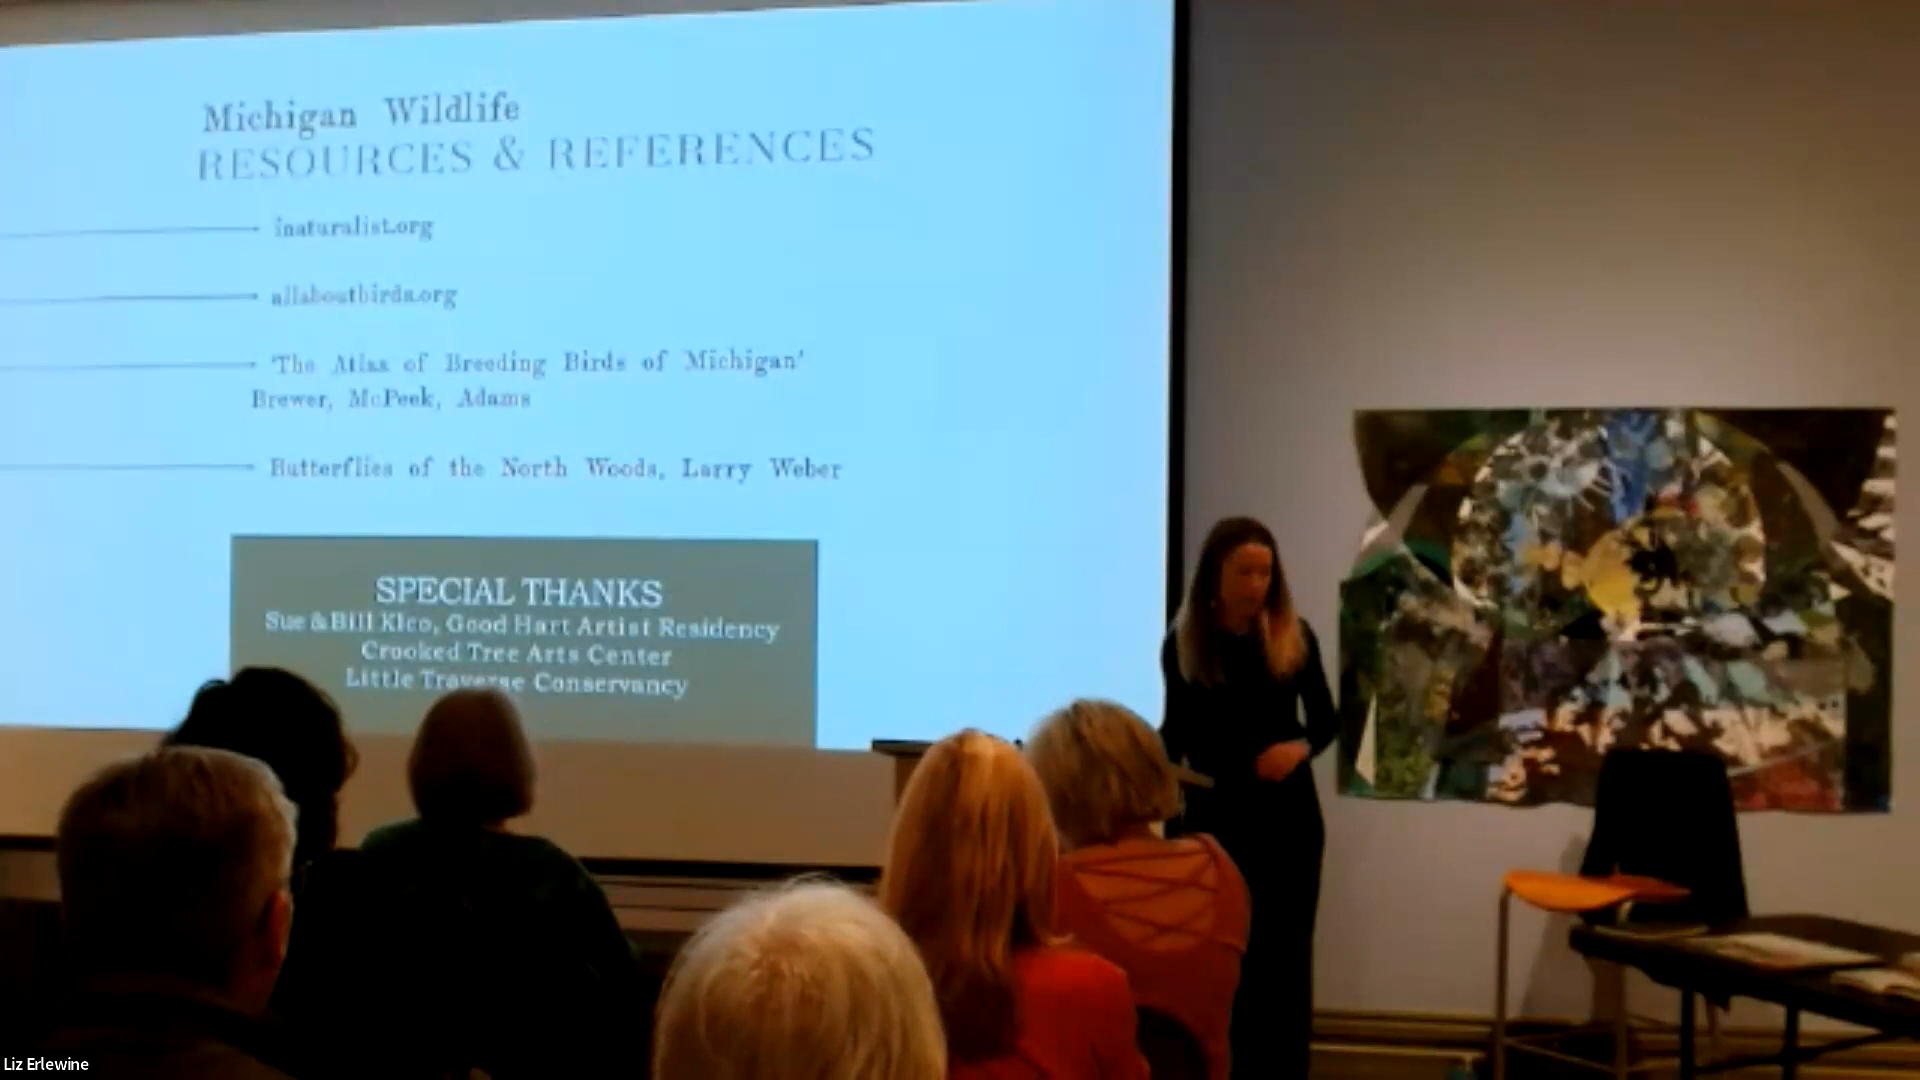 Michigan Wildlife
RESOURCES & REFERENCES
inaturalist.org
allaboutbirds.org
'The Atlas of Breeding Birds of Michigan'
Brewer, McPeek, Adams
Butterflies of the North Woods, Larry Weber
SPECIAL THANKS
Sue & Bill Klco, Good Hart Artist Residency
Crooked Tree Arts Center
Little Traverse Conservancy
Liz Erlewine